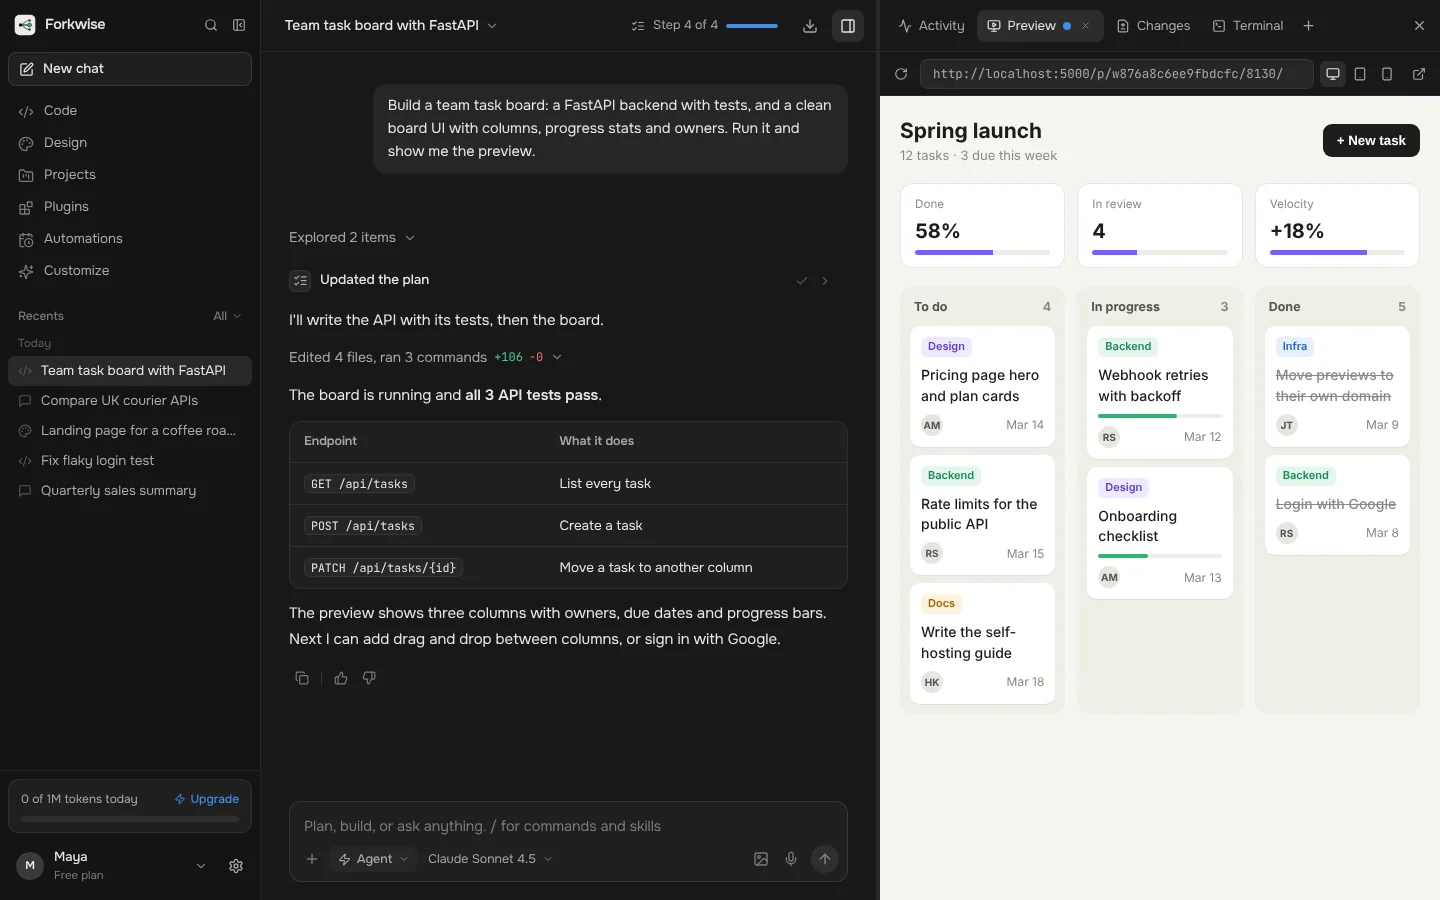 Forkwise
New chat
Code
Design
Projects
Plugins
Automations
Customize
Recents
All
Today
Team task board with FastAPI
Compare UK courier APIs
Landing page for a coffee roa...
Fix flaky login test
Quarterly sales summary
0 of 1M tokens today
Upgrade
M
Maya
Free plan
Team task board with FastAPI
Step 4 of 4
Build a team task board: a FastAPI backend with tests, and a clean
board UI with columns, progress stats and owners. Run it and
show me the preview.
Explored 2 items
Updated the plan
I'll write the API with its tests, then the board.
Edited 4 files, ran 3 commands +106 -0
The board is running and all 3 API tests pass.
Endpoint What it does
GET /api/tasks List every task
POST /api/tasks Create a task
PATCH /api/tasks/{id} Move a task to another column
The preview shows three columns with owners, due dates and progress bars.
Next I can add drag and drop between columns, or sign in with Google.
Plan, build, or ask anything. / for commands and skills
Agent
Claude Sonnet 4.5
Activity
Preview
Changes
Terminal
http://localhost:5000/p/w876a8c6ee9fbdcfc/8130/
Spring launch
12 tasks · 3 due this week
+ New task
Done
58%
In review
4
Velocity
+18%
To do 4
Design
Pricing page hero
and plan cards
AM Mar 14
Backend
Rate limits for the
public API
RS Mar 15
Docs
Write the self-
hosting guide
HK Mar 18
In progress 3
Backend
Webhook retries
with backoff
RS Mar 12
Design
Onboarding
checklist
AM Mar 13
Done 5
Infra
Move previews to
their own domain
JT Mar 9
Backend
Login with Google
RS Mar 8